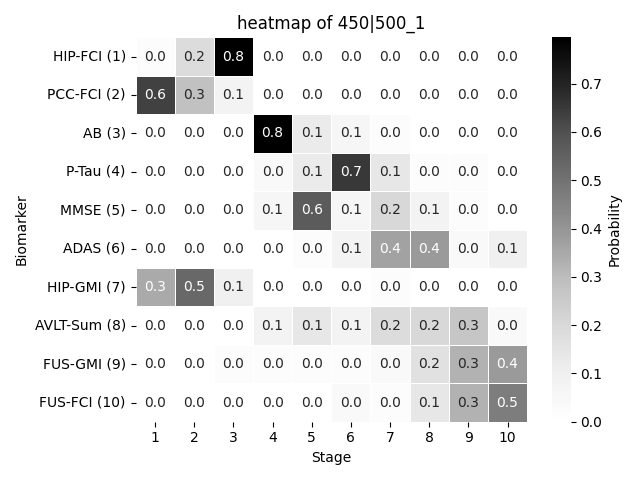 heatmap of 450|500_1
HIP-FCI (1) 0.0 0.2 0.8 0.0 0.0 0.0 0.0 0.0 0.0 0.0
PCC-FCI (2) 0.6 0.3 0.1 0.0 0.0 0.0 0.0 0.0 0.0 0.0
AB (3) 0.0 0.0 0.0 0.8 0.1 0.1 0.0 0.0 0.0 0.0
P-Tau (4) 0.0 0.0 0.0 0.0 0.1 0.7 0.1 0.0 0.0 0.0
MMSE (5) 0.0 0.0 0.0 0.1 0.6 0.1 0.2 0.1 0.0 0.0
ADAS (6) 0.0 0.0 0.0 0.0 0.0 0.1 0.4 0.4 0.0 0.1
HIP-GMI (7) 0.3 0.5 0.1 0.0 0.0 0.0 0.0 0.0 0.0 0.0
AVLT-Sum (8) 0.0 0.0 0.0 0.1 0.1 0.1 0.2 0.2 0.3 0.0
FUS-GMI (9) 0.0 0.0 0.0 0.0 0.0 0.0 0.0 0.2 0.3 0.4
FUS-FCI (10) 0.0 0.0 0.0 0.0 0.0 0.0 0.0 0.1 0.3 0.5
1 2 3 4 5 6 7 8 9 10
Stage
Biomarker
0.7
0.6
0.5
0.4
0.3
0.2
0.1
0.0
Probability